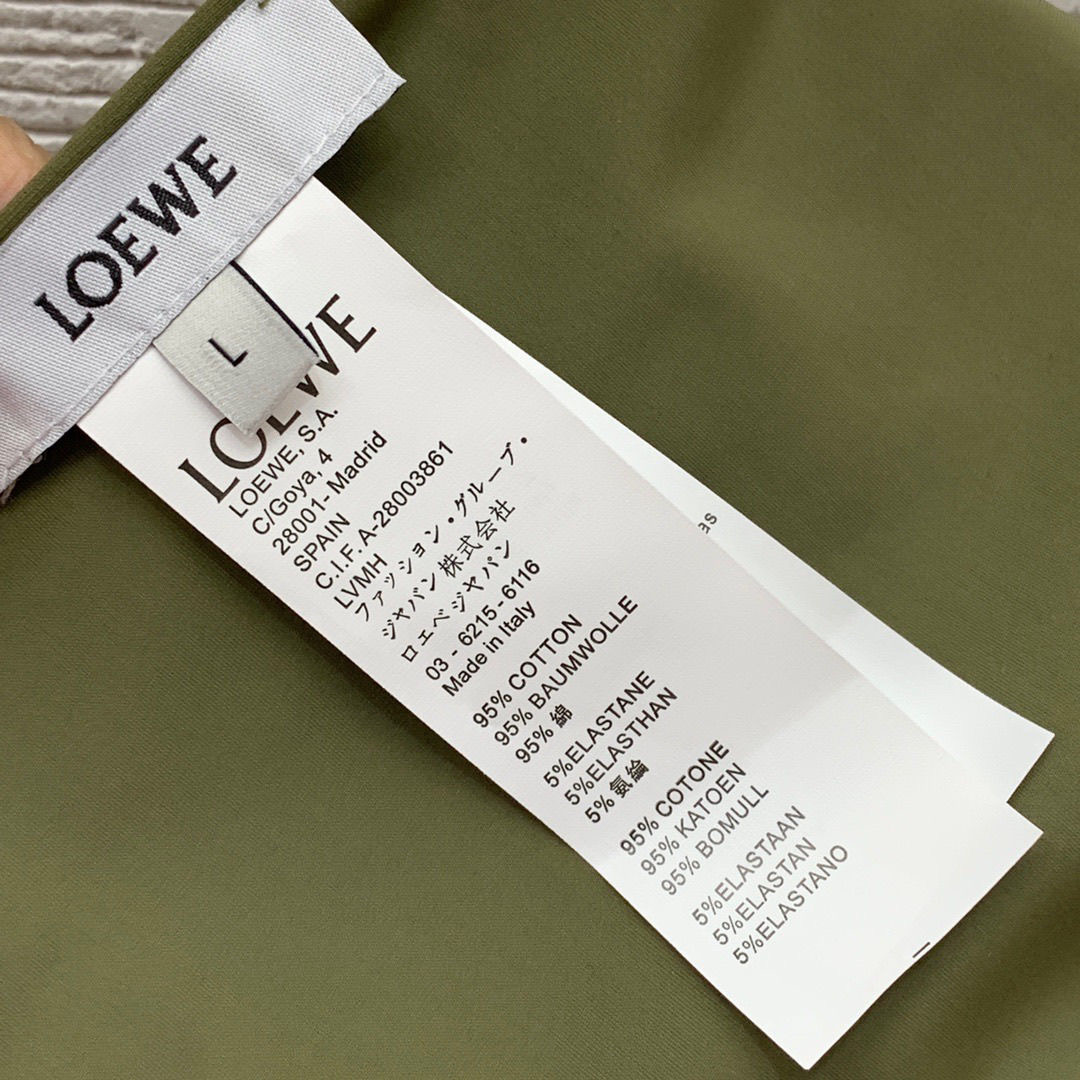 LOEWE
L
LOEWE
LOEWE, S.A.
C/Goya, 4
28001- Madrid
SPAIN
C.I.F. A-28003861
LVMH
ファッション・グループ・
ジャパン 株式会社
ロエベジャパン
03 - 6215 - 6116
Made in Italy
95% COTTON
95% BAUMWOLLE
95% 綿
5%ELASTANE
5%ELASTHAN
5% 氨綸
95% COTONE
95% KATOEN
95% BOMULL
5%ELASTAAN
5%ELASTAN
5%ELASTANO
as